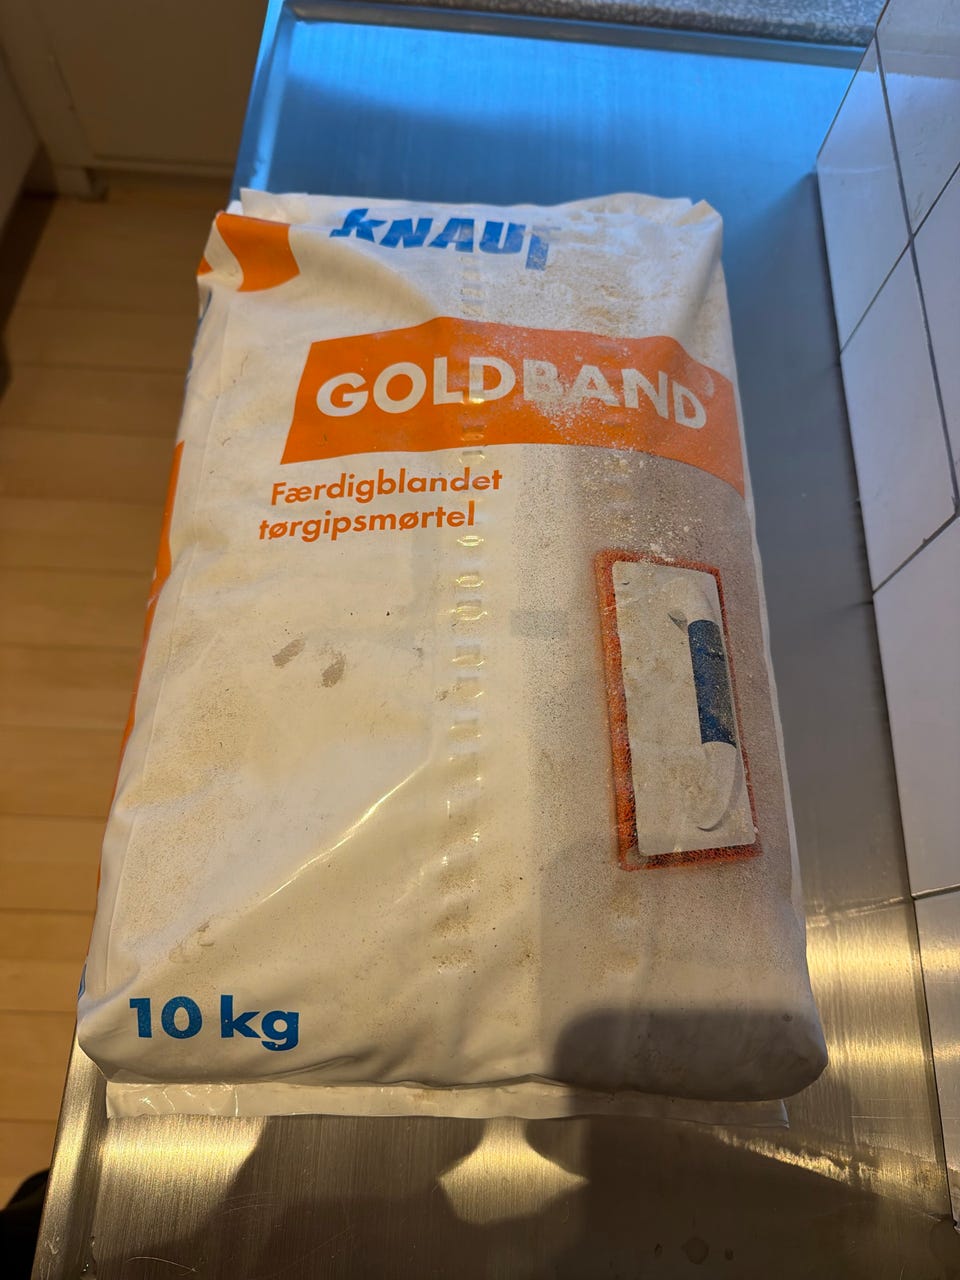 KNAUF
GOLDBAND
Færdigblandet
tørgipsmørtel
10 kg